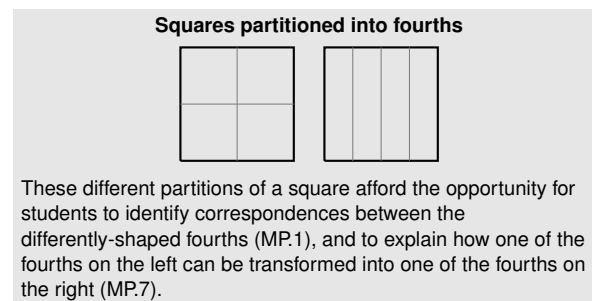 Squares partitioned into fourths
These different partitions of a square afford the opportunity for
students to identify correspondences between the
differently-shaped fourths (MP.1), and to explain how one of the
fourths on the left can be transformed into one of the fourths on
the right (MP.7).